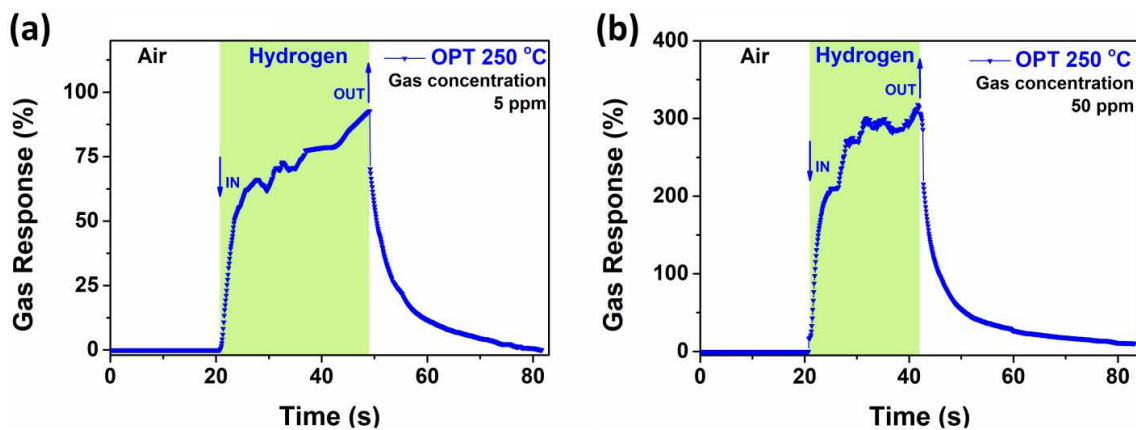 (a)
Air
Hydrogen
OPT 250 °C
Gas concentration
5 ppm
OUT
IN
Gas Response (%)
100
75
50
25
0
0
20
40
60
80
Time (s)
(b)
Air
Hydrogen
OPT 250 °C
Gas concentration
50 ppm
OUT
IN
Gas Response (%)
400
300
200
100
0
0
20
40
60
80
Time (s)